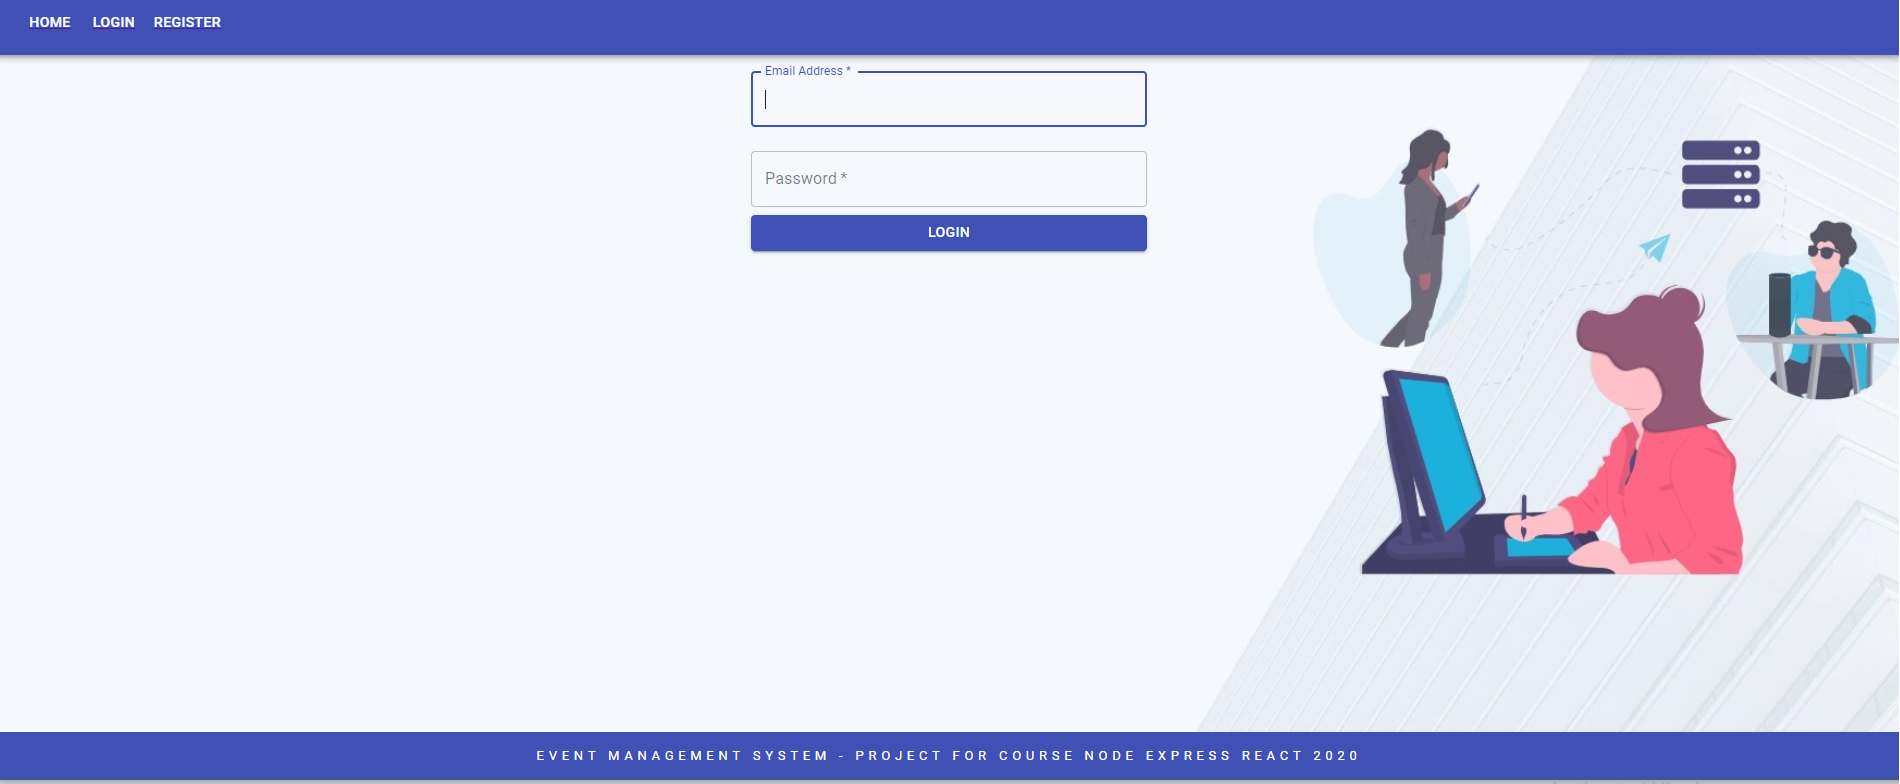 HOME LOGIN REGISTER
Email Address *
Password *
LOGIN
EVENT MANAGEMENT SYSTEM - PROJECT FOR COURSE NODE EXPRESS REACT 2020